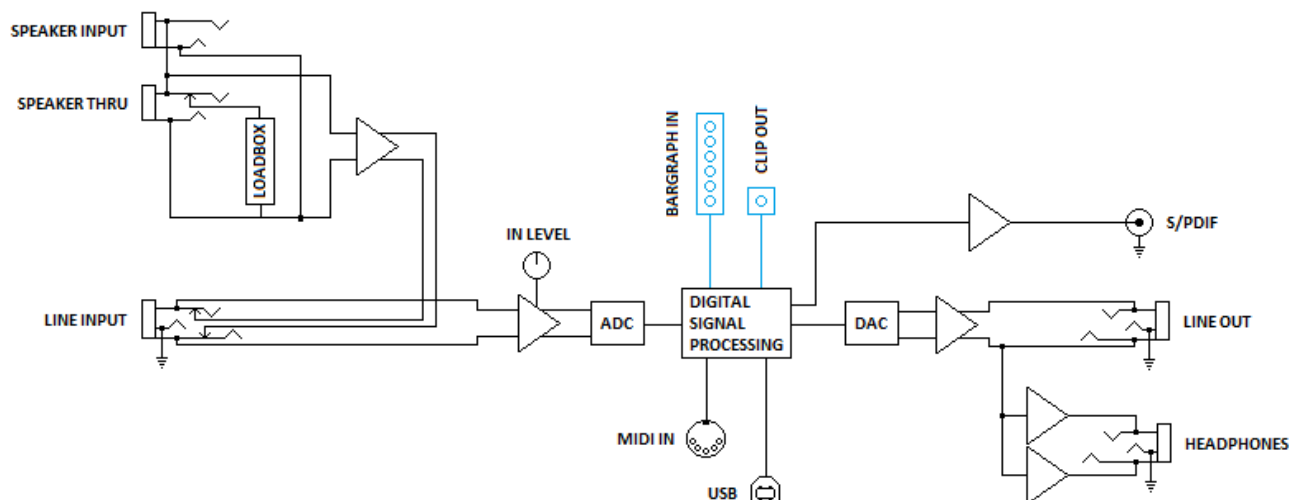 SPEAKER INPUT
SPEAKER THRU
LOADBOX
BARGRAPH IN
CLIP OUT
S/PDIF
IN LEVEL
LINE INPUT
ADC
DIGITAL
SIGNAL
PROCESSING
DAC
LINE OUT
MIDI IN
HEADPHONES
USB